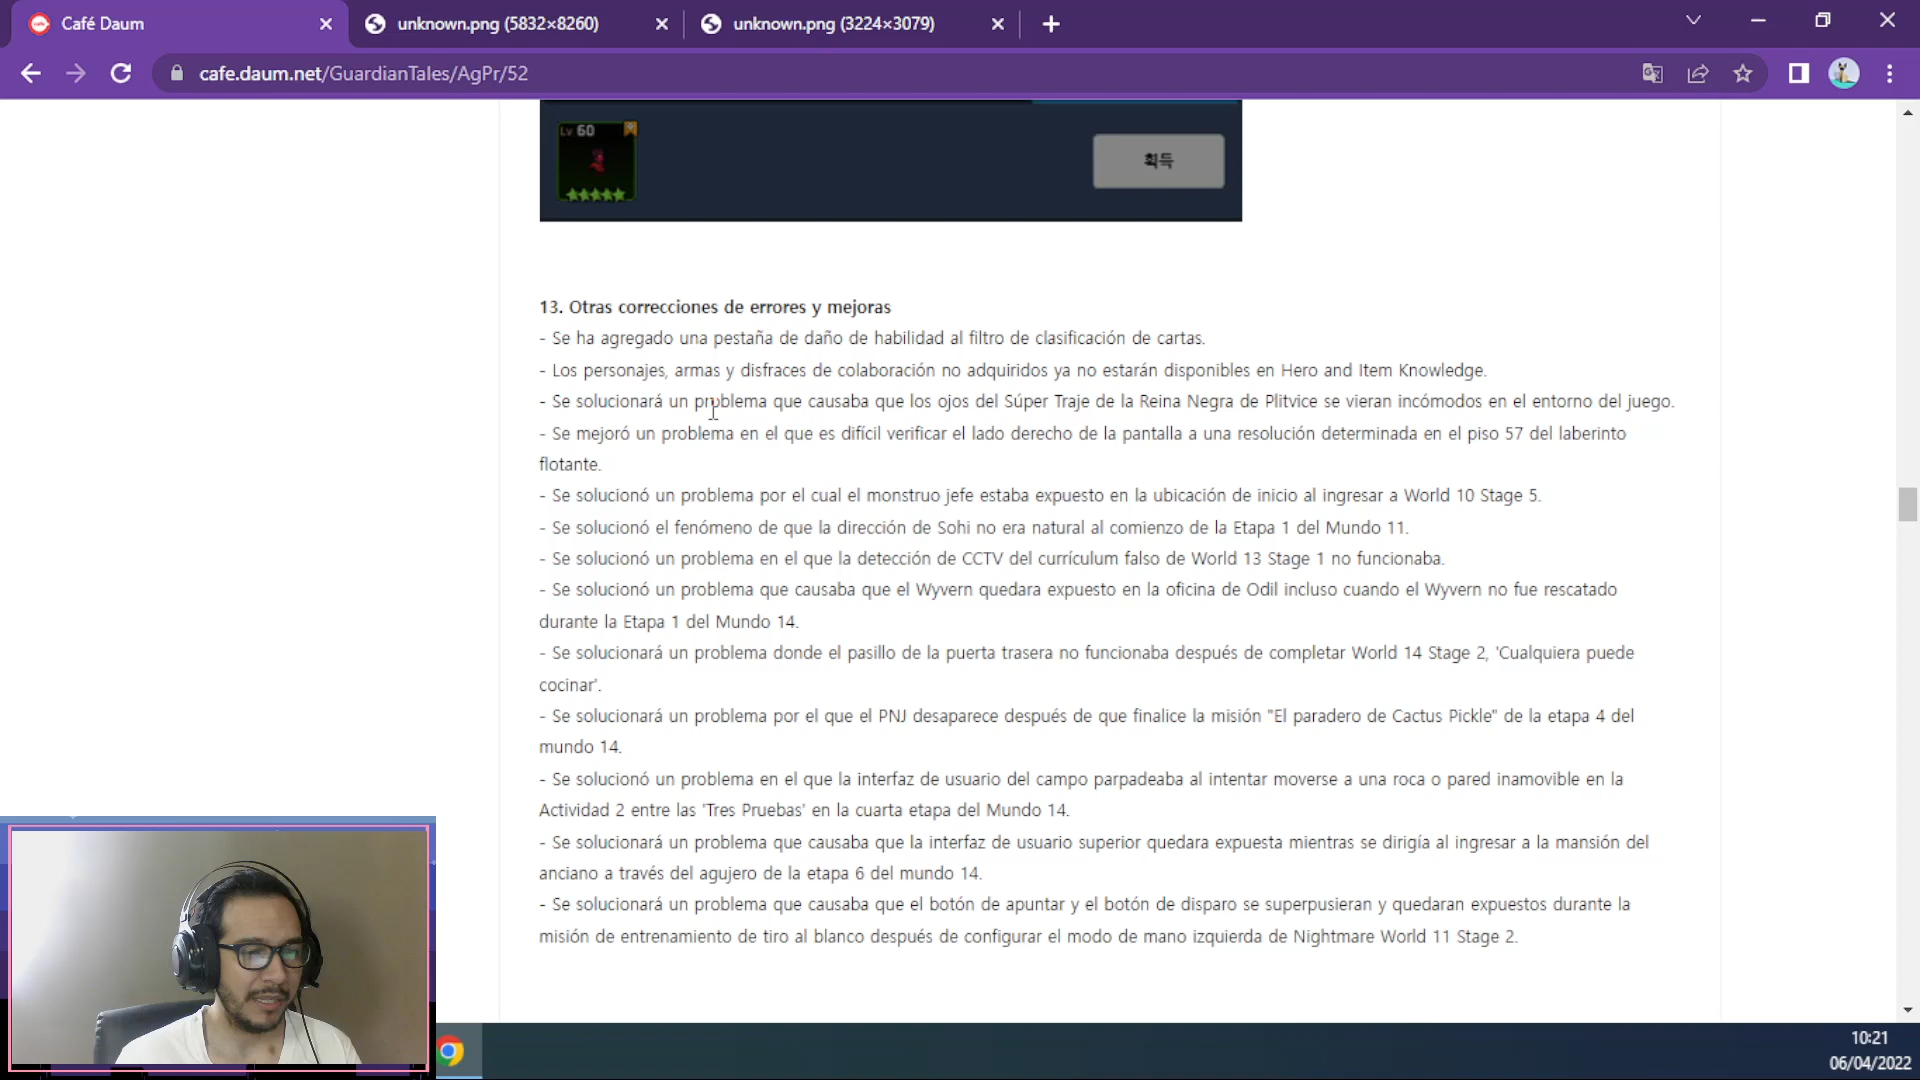 Café Daum
unknown.png (5832×8260)
unknown.png (3224×3079)
cafe.daum.net/GuardianTales/AgPr/52
Lv 60
획득
13. Otras correcciones de errores y mejoras
- Se ha agregado una pestaña de daño de habilidad al filtro de clasificación de cartas.
- Los personajes, armas y disfraces de colaboración no adquiridos ya no estarán disponibles en Hero and Item Knowledge.
- Se solucionará un problema que causaba que los ojos del Súper Traje de la Reina Negra de Plitvice se vieran incómodos en el entorno del juego.
- Se mejoró un problema en el que es difícil verificar el lado derecho de la pantalla a una resolución determinada en el piso 57 del laberinto
flotante.
- Se solucionó un problema por el cual el monstruo jefe estaba expuesto en la ubicación de inicio al ingresar a World 10 Stage 5.
- Se solucionó el fenómeno de que la dirección de Sohi no era natural al comienzo de la Etapa 1 del Mundo 11.
- Se solucionó un problema en el que la detección de CCTV del currículum falso de World 13 Stage 1 no funcionaba.
- Se solucionó un problema que causaba que el Wyvern quedara expuesto en la oficina de Odil incluso cuando el Wyvern no fue rescatado
durante la Etapa 1 del Mundo 14.
- Se solucionará un problema donde el pasillo de la puerta trasera no funcionaba después de completar World 14 Stage 2, 'Cualquiera puede
cocinar'.
- Se solucionará un problema por el que el PNJ desaparece después de que finalice la misión "El paradero de Cactus Pickle" de la etapa 4 del
mundo 14.
- Se solucionó un problema en el que la interfaz de usuario del campo parpadeaba al intentar moverse a una roca o pared inamovible en la
Actividad 2 entre las 'Tres Pruebas' en la cuarta etapa del Mundo 14.
- Se solucionará un problema que causaba que la interfaz de usuario superior quedara expuesta mientras se dirigía al ingresar a la mansión del
anciano a través del agujero de la etapa 6 del mundo 14.
- Se solucionará un problema que causaba que el botón de apuntar y el botón de disparo se superpusieran y quedaran expuestos durante la
misión de entrenamiento de tiro al blanco después de configurar el modo de mano izquierda de Nightmare World 11 Stage 2.
10:21
06/04/2022